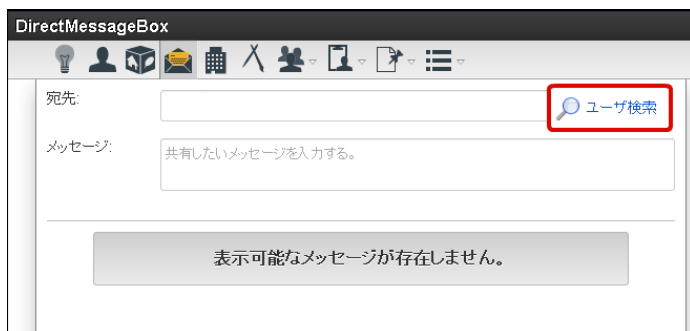 DirectMessageBox
宛先:
ユーザ検索
メッセージ:
共有したいメッセージを入力する。
表示可能なメッセージが存在しません。